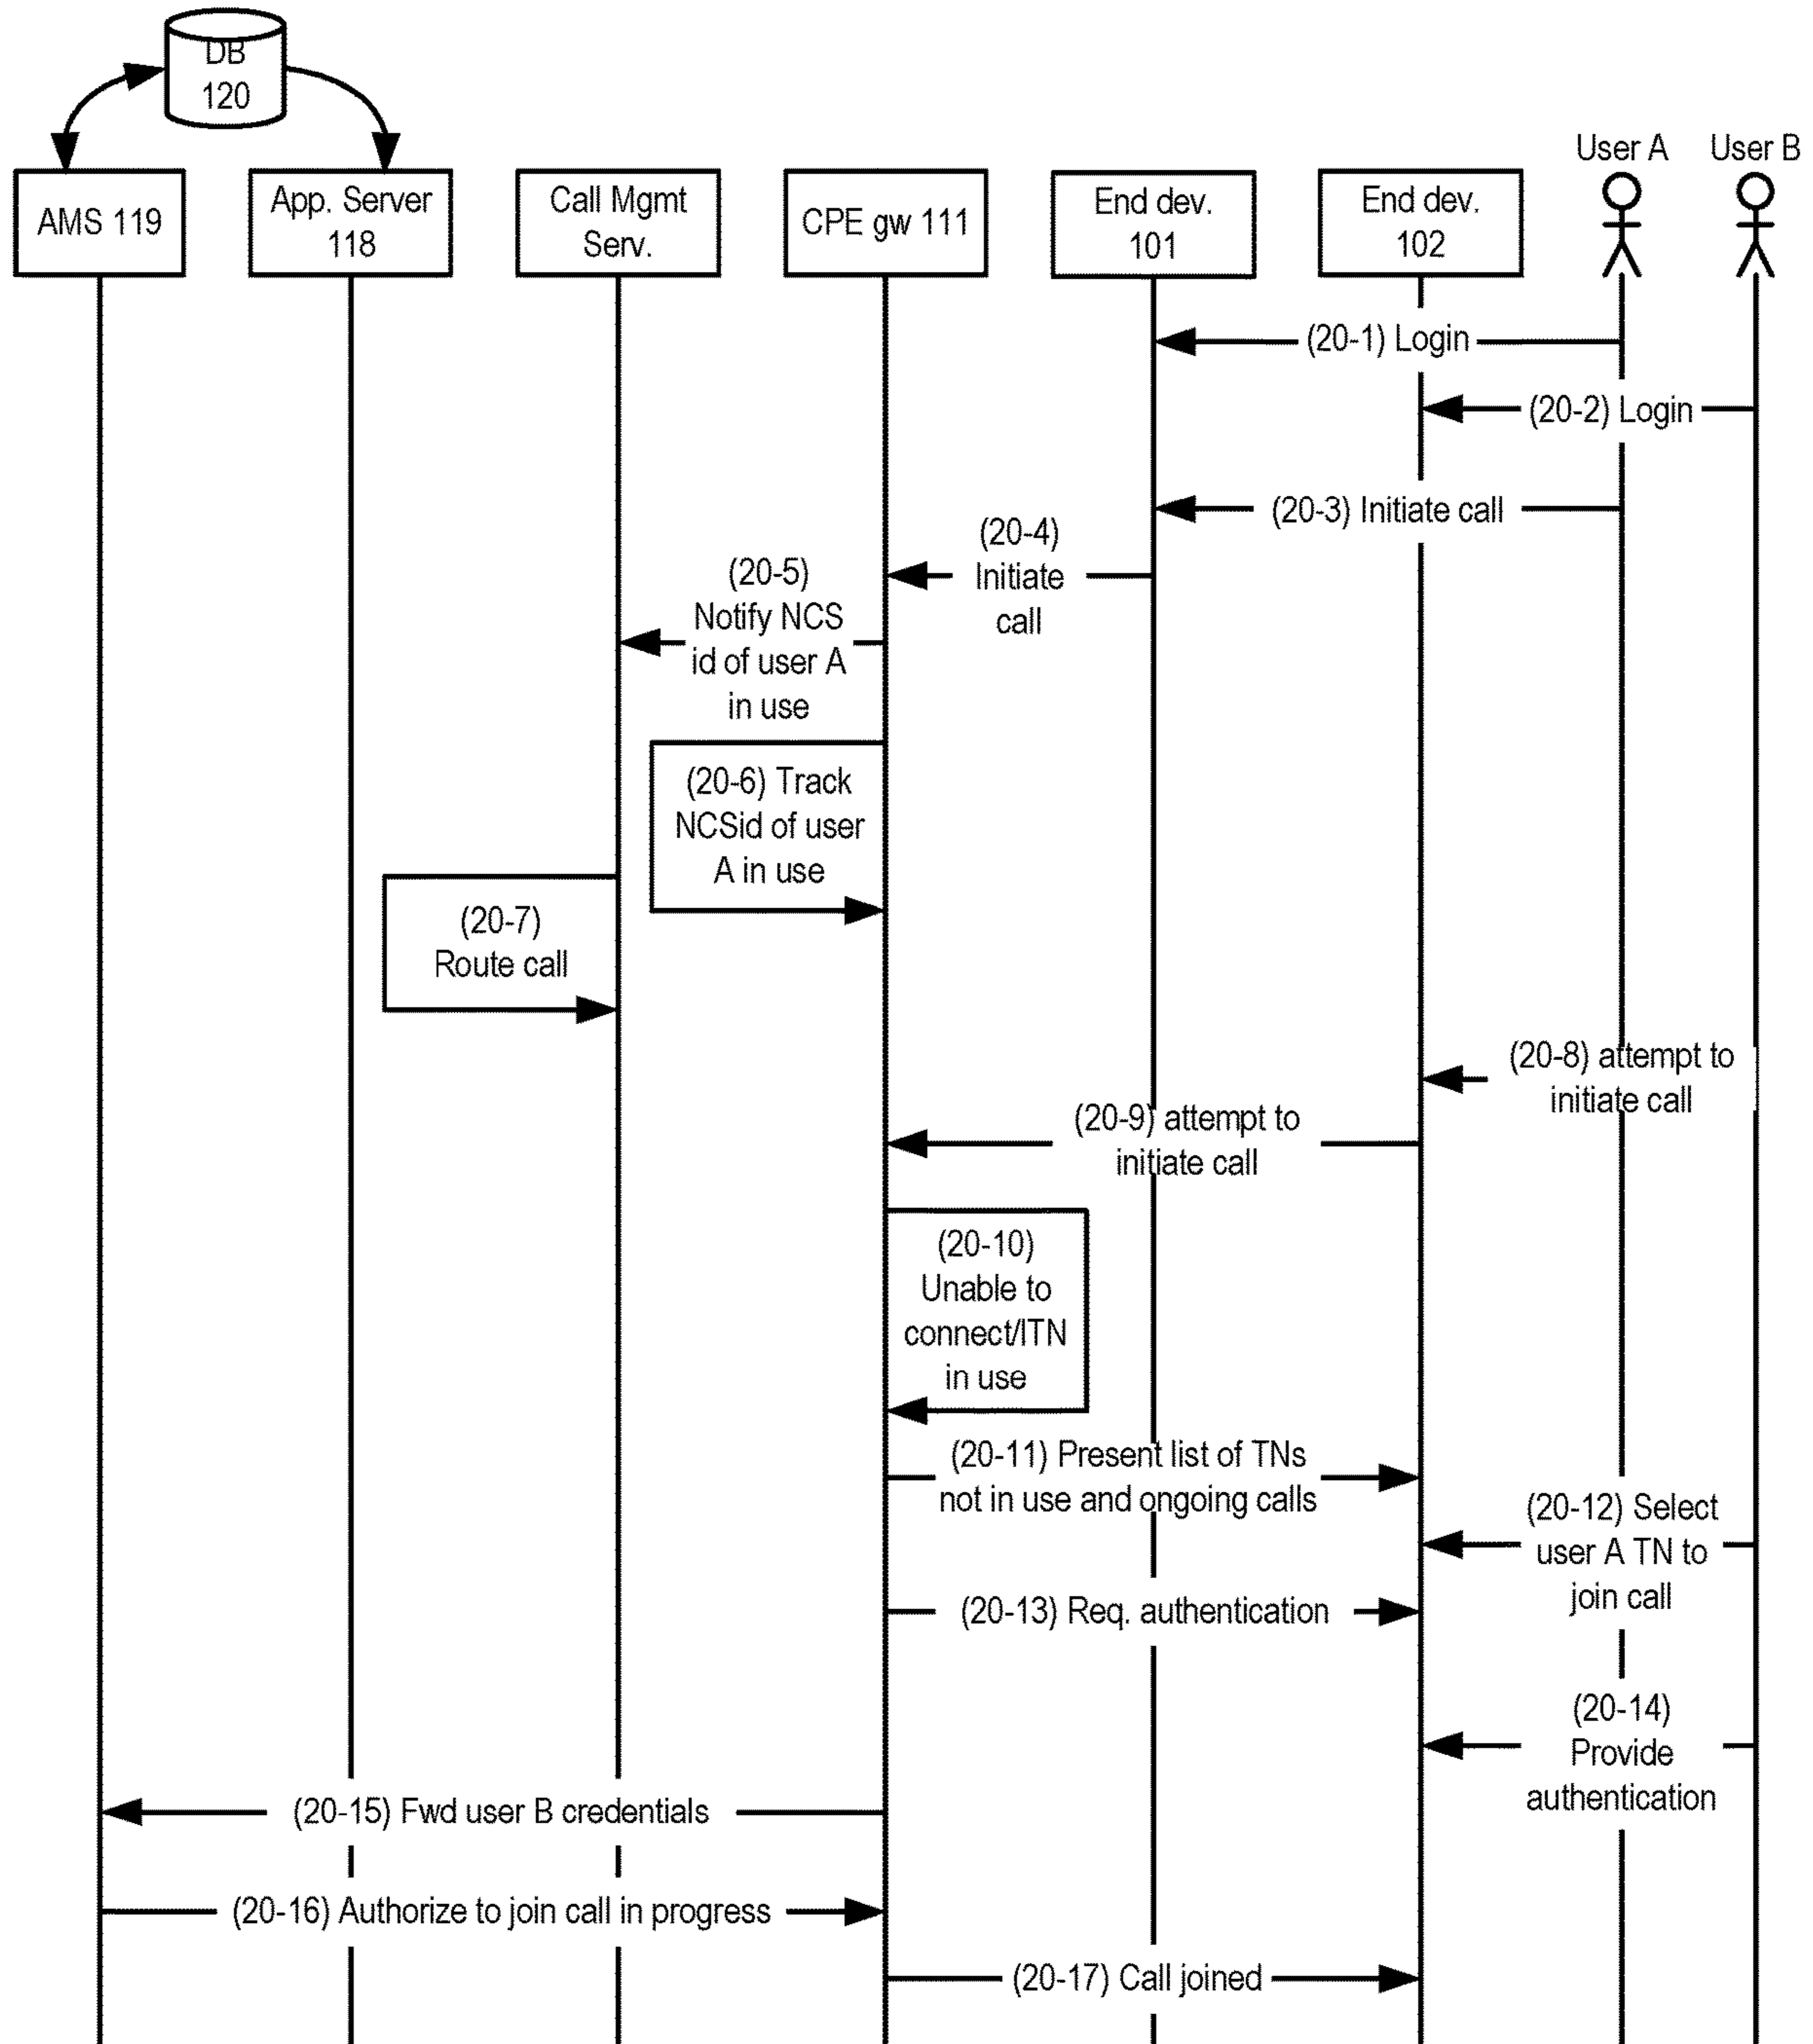 DB
120
User A
User B
AMS 119
App. Server
118
Call Mgmt
Serv.
CPE gw 111
End dev.
101
End dev.
102
(20-1) Login
(20-2) Login
(20-3) Initiate call
(20-4)
Initiate
call
(20-5)
Notify NCS
id of user A
in use
(20-6) Track
NCSid of user
A in use
(20-7)
Route call
(20-8) attempt to
initiate call
(20-9) attempt to
initiate call
(20-10)
Unable to
connect/ITN
in use
(20-11) Present list of TNs
not in use and ongoing calls
(20-12) Select
user A TN to
join call
(20-13) Req. authentication
(20-14)
Provide
authentication
(20-15) Fwd user B credentials
(20-16) Authorize to join call in progress
(20-17) Call joined